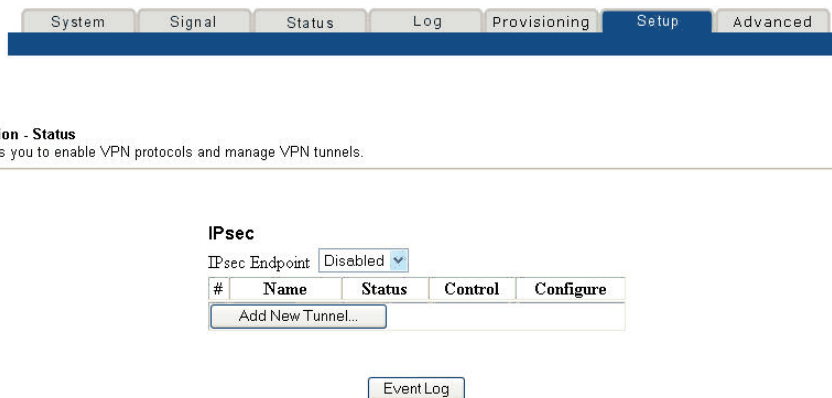 System Signal Status Log Provisioning Setup Advanced
ion - Status
s you to enable VPN protocols and manage VPN tunnels.
IPsec
IPsec Endpoint Disabled
# Name Status Control Configure
Add New Tunnel...
Event Log